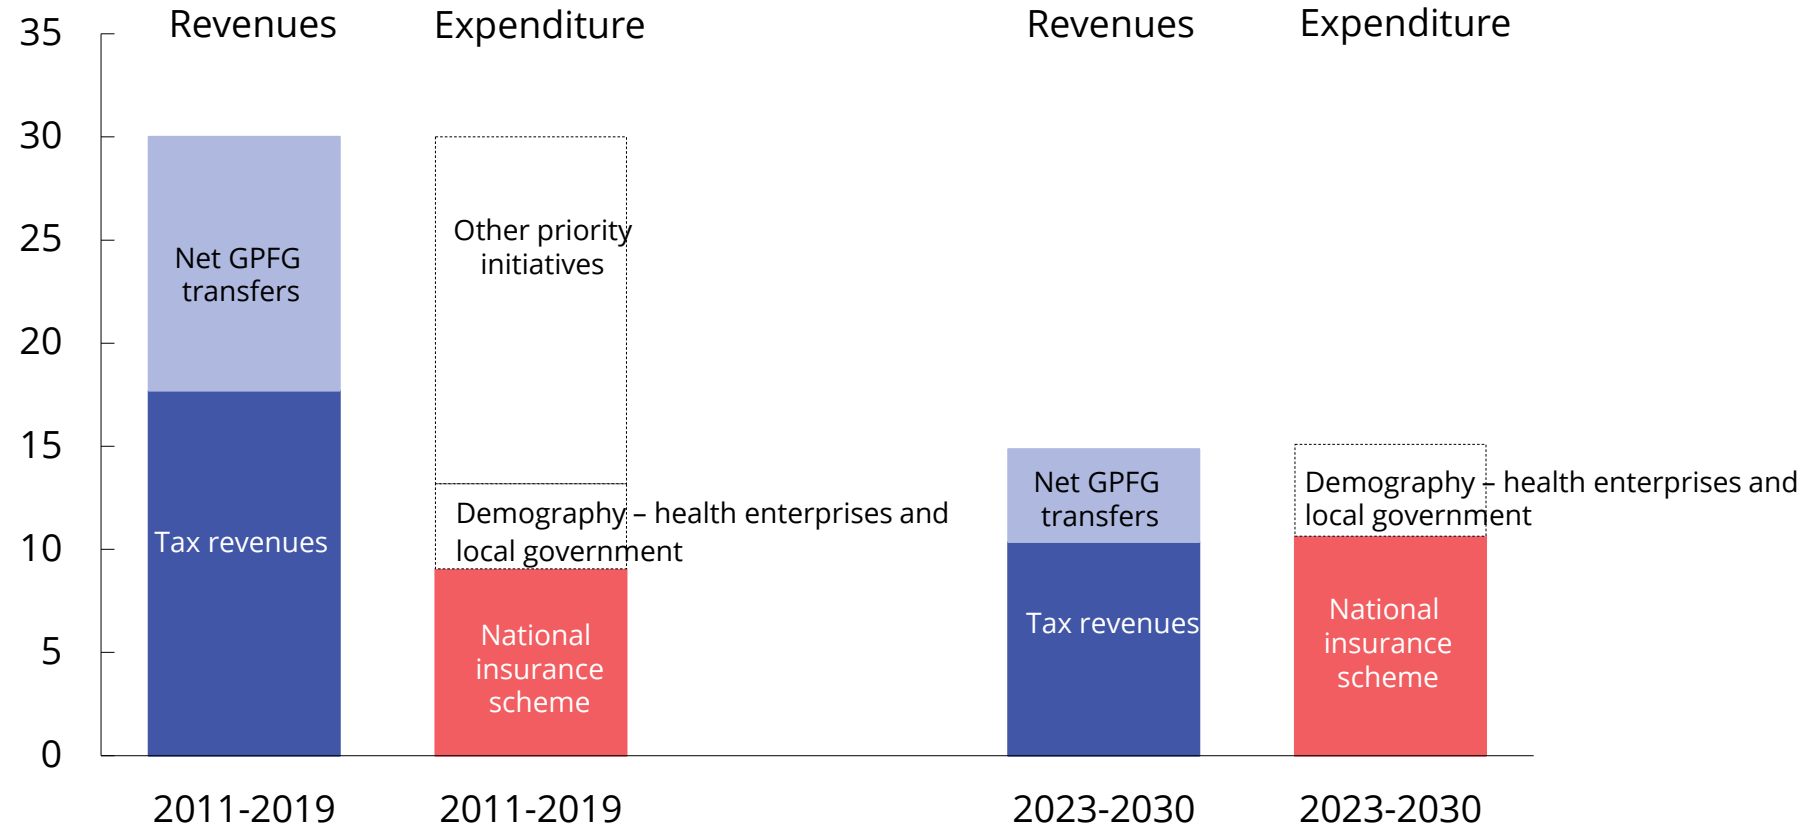 Revenues
Expenditure
Revenues
Expenditure
35
30
25
20
15
10
5
0
Net GPFG
transfers
Tax revenues
Other priority
initiatives
Demography – health enterprises and
local government
National
insurance
scheme
Net GPFG
transfers
Tax revenues
Demography – health enterprises and
local government
National
insurance
scheme
2011-2019
2011-2019
2023-2030
2023-2030